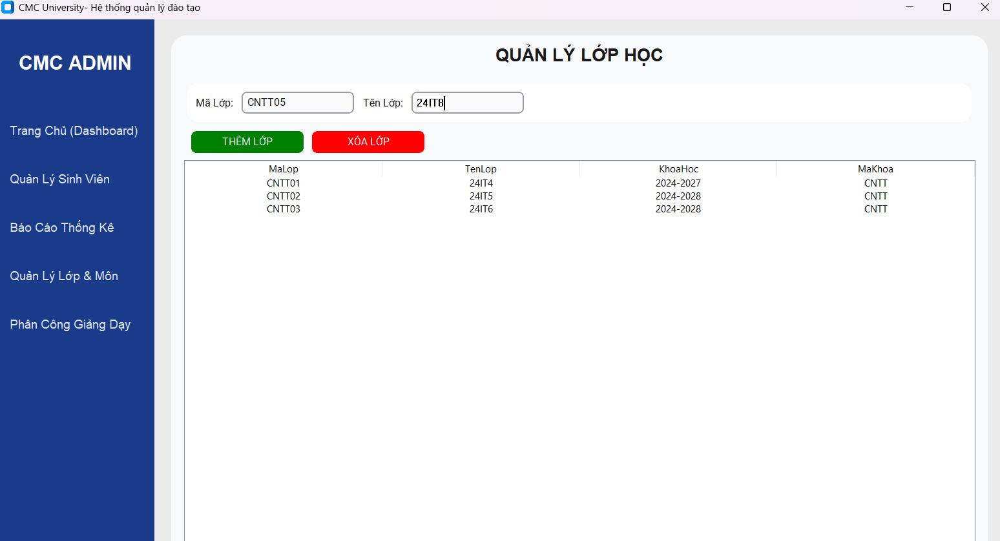 CMC University- Hệ thống quản lý đào tạo
CMC ADMIN
Trang Chủ (Dashboard)
Quản Lý Sinh Viên
Báo Cáo Thống Kê
Quản Lý Lớp & Môn
Phân Công Giảng Dạy
QUẢN LÝ LỚP HỌC
Mã Lớp: CNTT05 Tên Lớp: 24IT8
THÊM LỚP XÓA LỚP
MaLop TenLop KhoaHoc MaKhoa
CNTT01 24IT4 2024-2027 CNTT
CNTT02 24IT5 2024-2028 CNTT
CNTT03 24IT6 2024-2028 CNTT